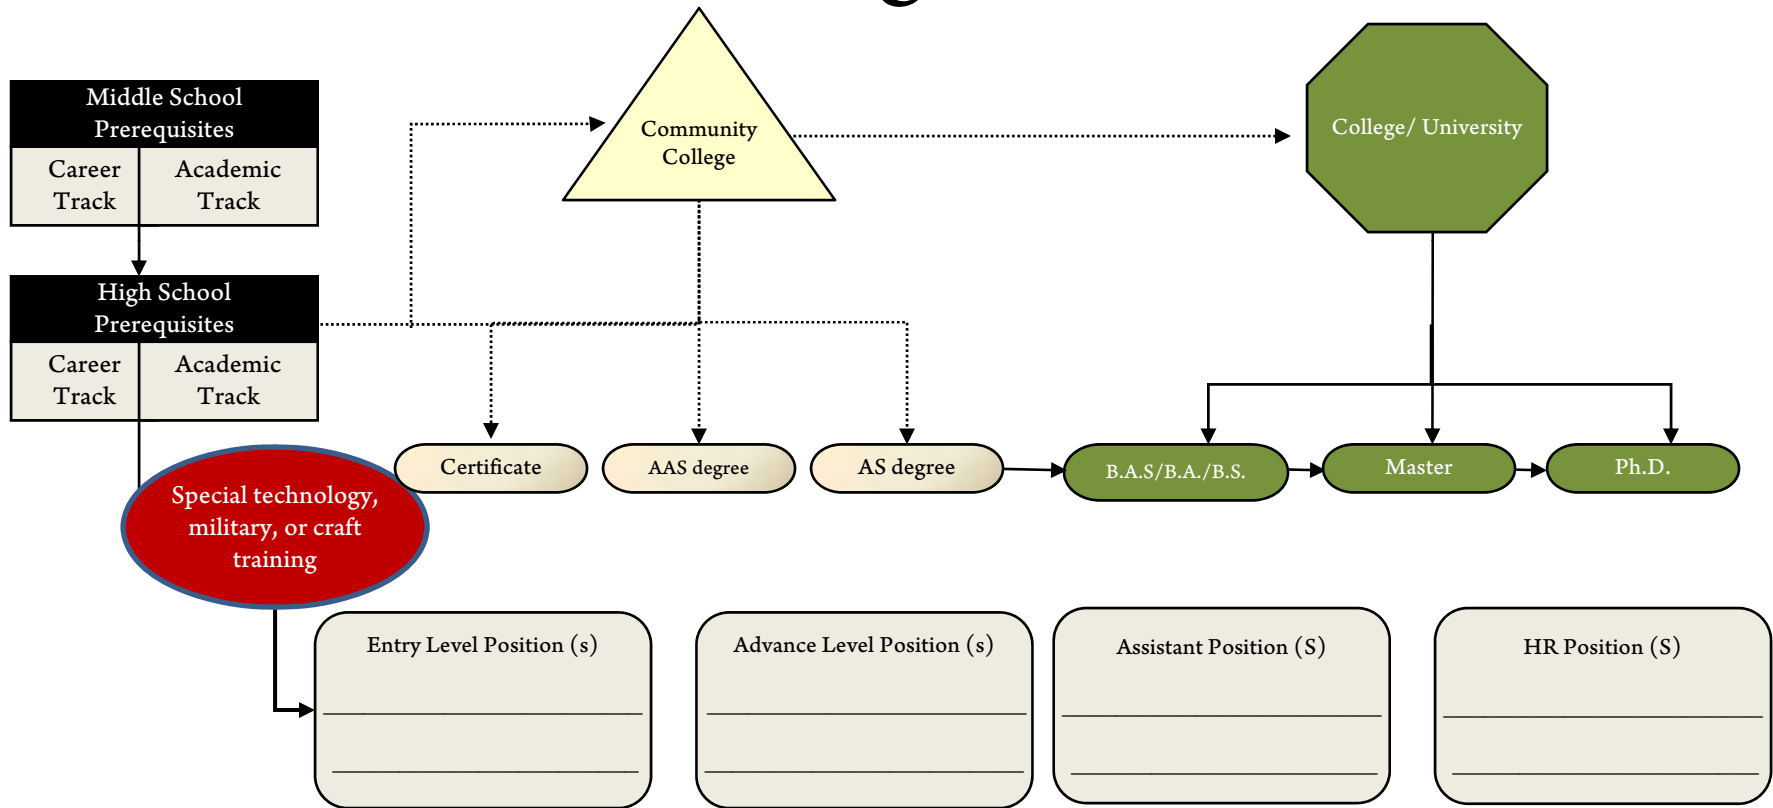 Middle School
Prerequisites
Career
Track
Academic
Track
High School
Prerequisites
Career
Track
Academic
Track
Community
College
College/ University
Certificate
AAS degree
AS degree
B.A.S/B.A./B.S.
Master
Ph.D.
Special technology,
military, or craft
training
Entry Level Position (s)
Advance Level Position (s)
Assistant Position (S)
HR Position (S)